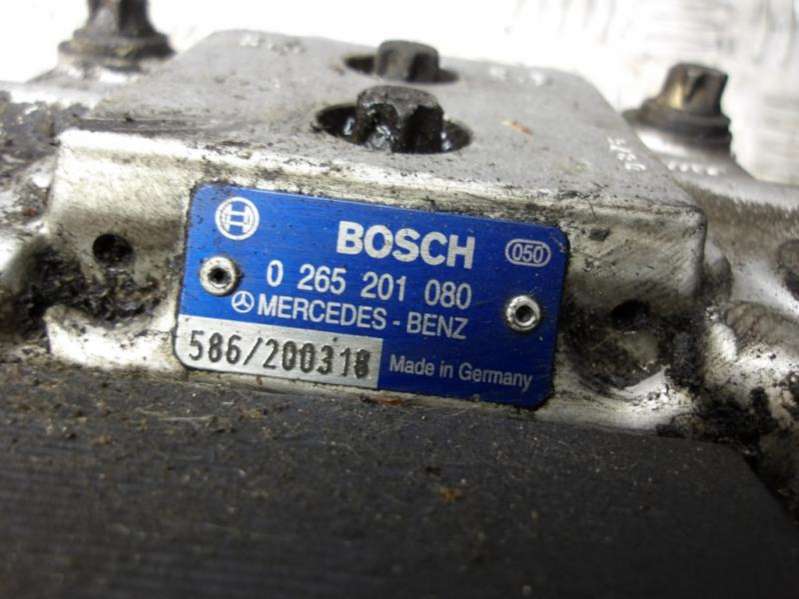 BOSCH
050
0 265 201 080
MERCEDES - BENZ
586/200318
Made in Germany